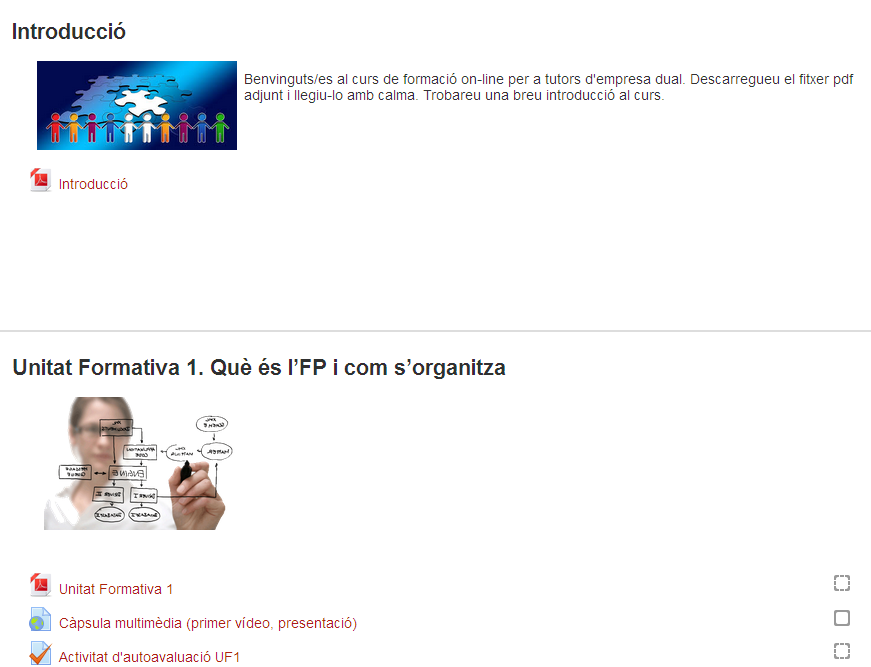 Introducció
Benvinguts/es al curs de formació on-line per a tutors d'empresa dual. Descarregueu el fitxer pdf
adjunt i llegiu-lo amb calma. Trobareu una breu introducció al curs.
Introducció
Unitat Formativa 1. Què és l’FP i com s’organitza
Unitat Formativa 1
Càpsula multimèdia (primer vídeo, presentació)
Activitat d'autoavaluació UF1